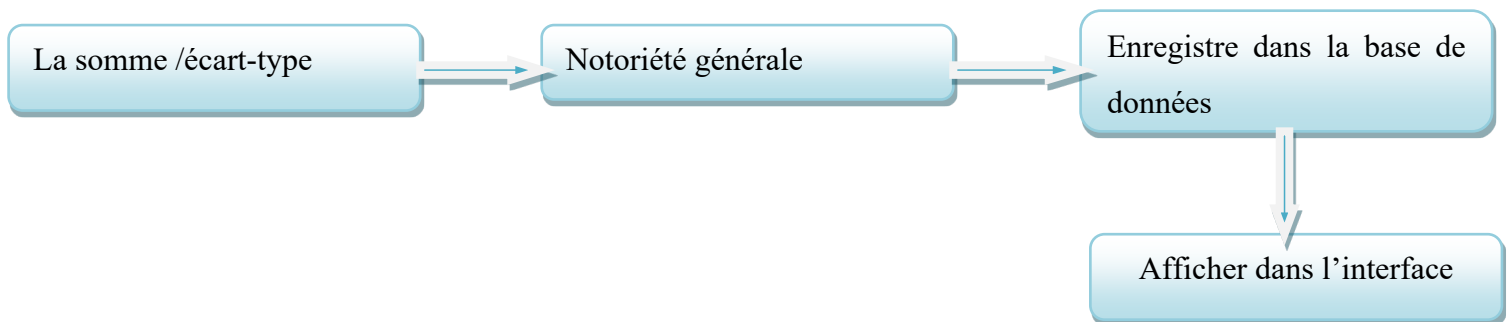 La somme /écart-type
Notoriété générale
Enregistre dans la base de
données
Afficher dans l’interface